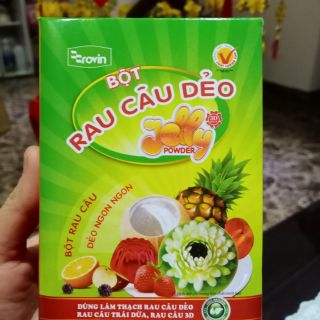 rovin
BỘT
RAU CÂU DẺO
Jelly
POWDER
3D
BỘT RAU CÂU
DẺO NGON NGON
DÙNG LÀM THẠCH RAU CÂU DẺO
RAU CÂU TRÁI DỪA, RAU CÂU 3D